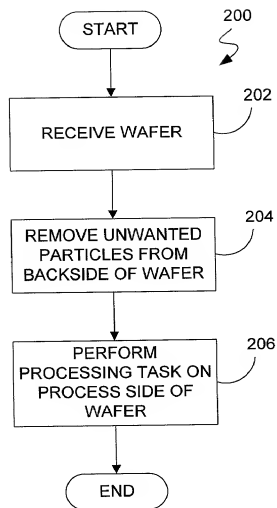 START
200
202
RECEIVE WAFER
204
REMOVE UNWANTED
PARTICLES FROM
BACKSIDE OF WAFER
206
PERFORM
PROCESSING TASK ON
PROCESS SIDE OF
WAFER
END